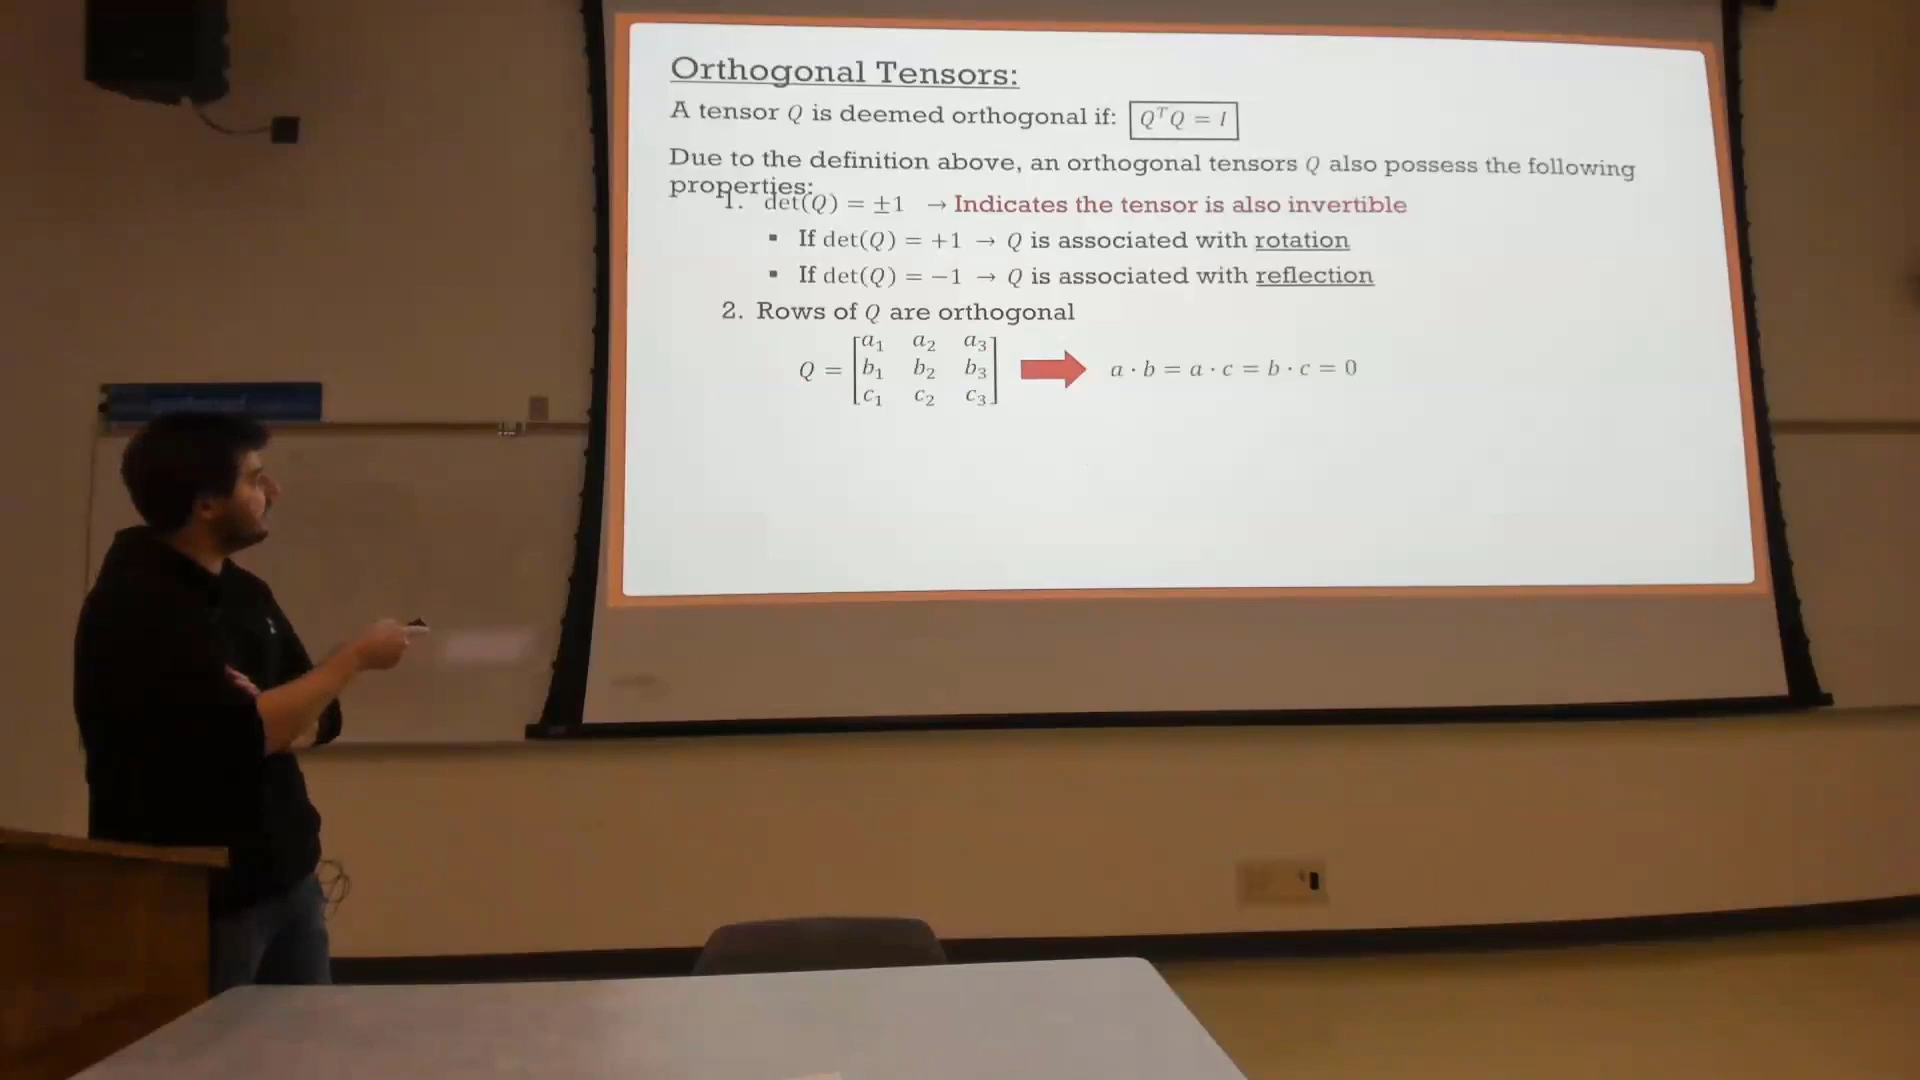 Orthogonal Tensors:
A tensor Q is deemed orthogonal if: QᵀQ = I
Due to the definition above, an orthogonal tensors Q also possess the following
properties:
1. det(Q) = ±1 → Indicates the tensor is also invertible
▪ If det(Q) = +1 → Q is associated with rotation
▪ If det(Q) = −1 → Q is associated with reflection
2. Rows of Q are orthogonal
a₁ a₂ a₃
Q = b₁ b₂ b₃ a · b = a · c = b · c = 0
c₁ c₂ c₃